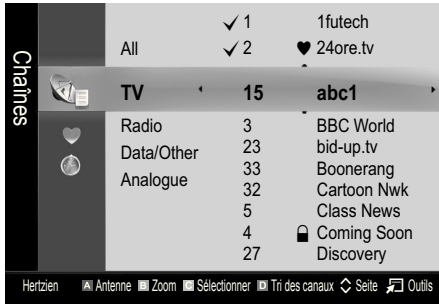 Chaînes
✓ 1 1futech
All ✓ 2 ♥ 24ore.tv
TV 15 abc1
Radio 3 BBC World
Data/Other 23 bid-up.tv
Analogue 33 Boonerang
32 Cartoon Nwk
5 Class News
4 Coming Soon
27 Discovery
Hertzien A Antenne B Zoom C Sélectionner D Tri des canaux Seite Outils